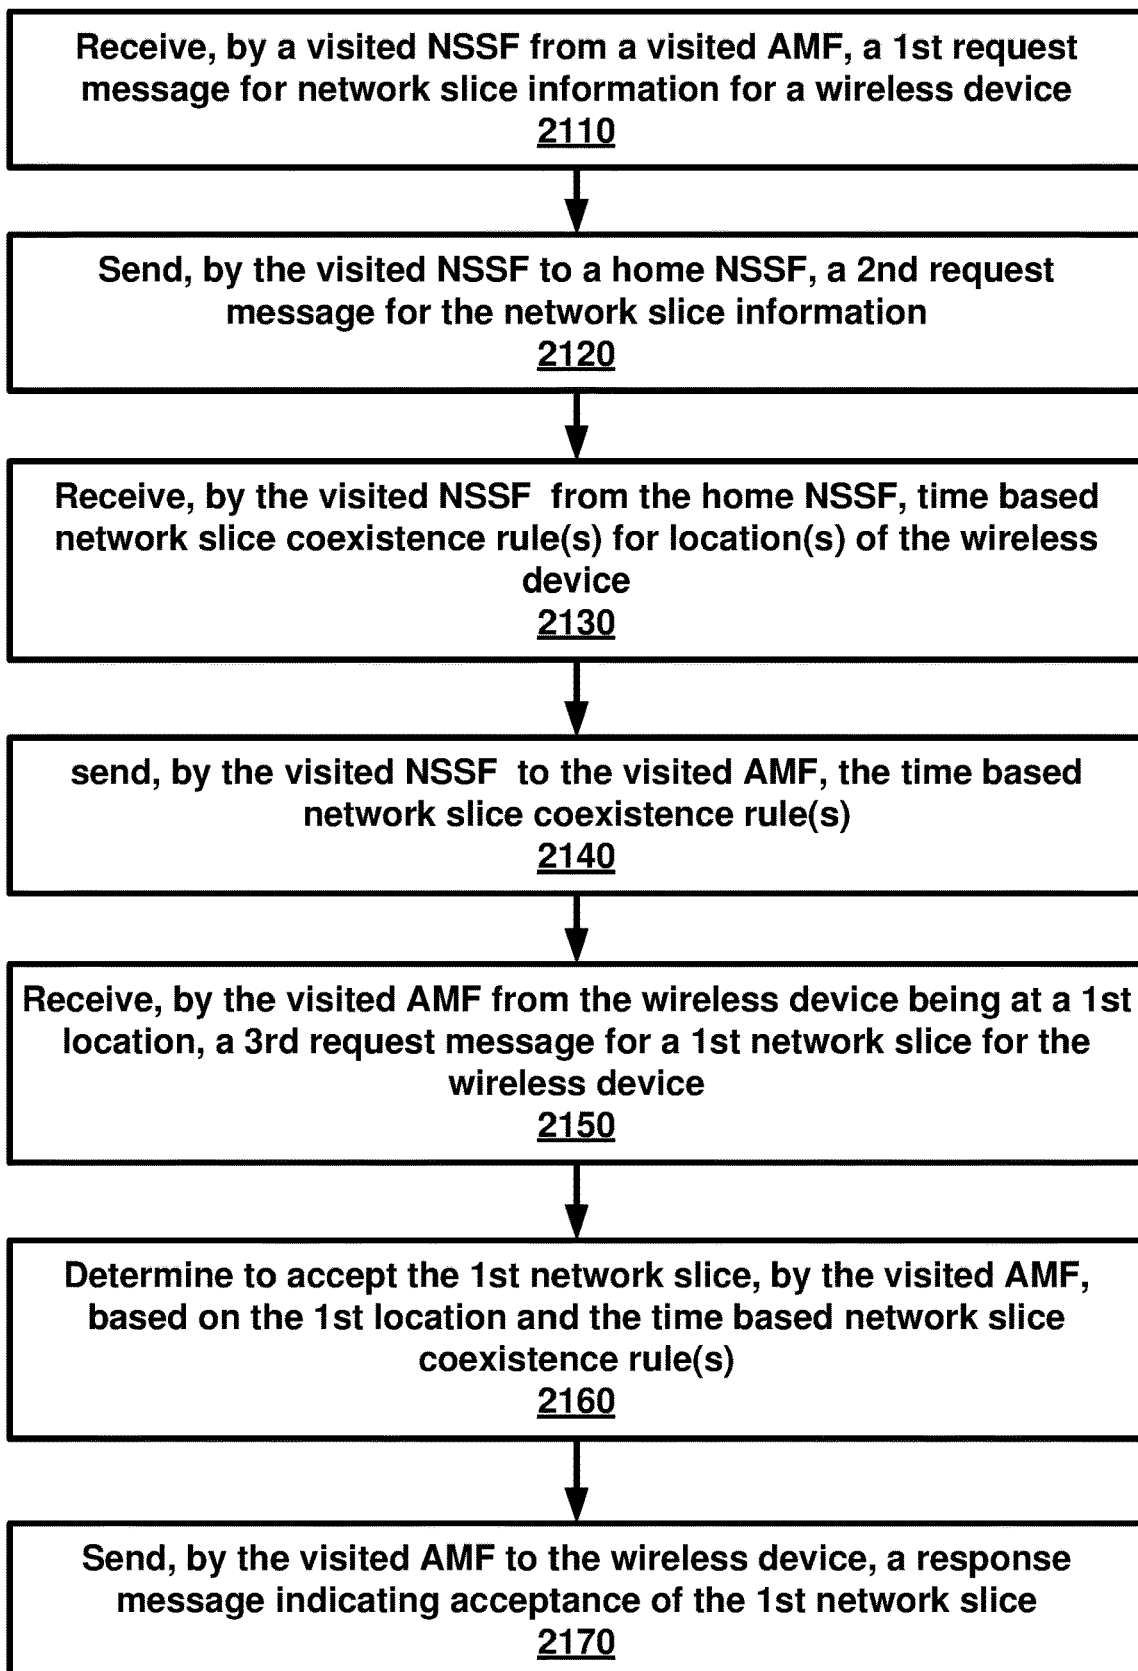 Receive, by a visited NSSF from a visited AMF, a 1st request
message for network slice information for a wireless device
2110
Send, by the visited NSSF to a home NSSF, a 2nd request
message for the network slice information
2120
Receive, by the visited NSSF from the home NSSF, time based
network slice coexistence rule(s) for location(s) of the wireless
device
2130
send, by the visited NSSF to the visited AMF, the time based
network slice coexistence rule(s)
2140
Receive, by the visited AMF from the wireless device being at a 1st
location, a 3rd request message for a 1st network slice for the
wireless device
2150
Determine to accept the 1st network slice, by the visited AMF,
based on the 1st location and the time based network slice
coexistence rule(s)
2160
Send, by the visited AMF to the wireless device, a response
message indicating acceptance of the 1st network slice
2170